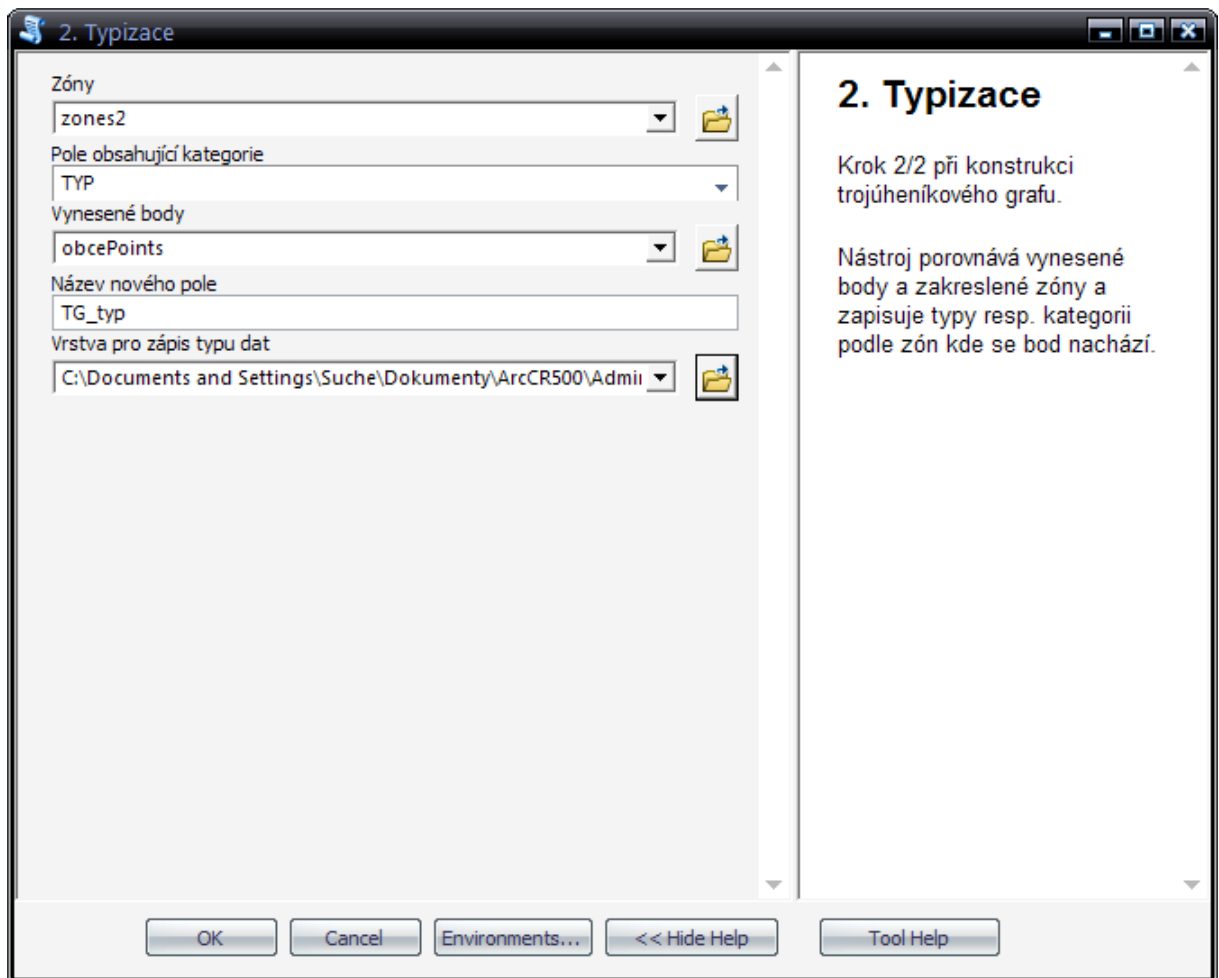 2. Typizace
Zóny
zones2
Pole obsahující kategorie
TYP
Vynesené body
obcePoints
Název nového pole
TG_typ
Vrstva pro zápis typu dat
C:\Documents and Settings\Suche\Dokumenty\ArcCR500\Admin
2. Typizace
Krok 2/2 při konstrukci
trojúheníkového grafu.
Nástroj porovnává vynesené
body a zakreslené zóny a
zapisuje typy resp. kategorii
podle zón kde se bod nachází.
OK
Cancel
Environments...
<< Hide Help
Tool Help